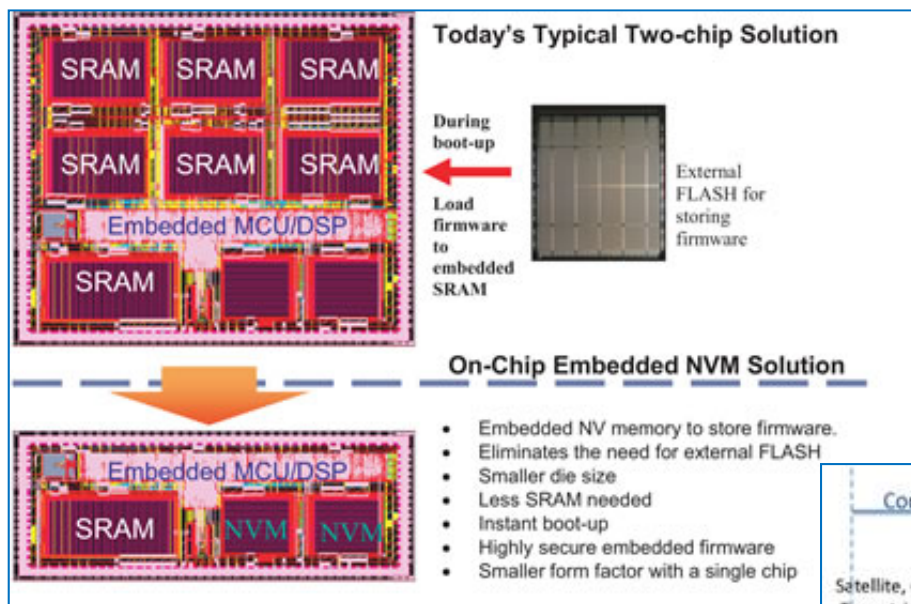 Today's Typical Two-chip Solution
SRAM SRAM SRAM
SRAM SRAM SRAM
Embedded MCU/DSP
SRAM
During
boot-up
Load
firmware
to
embedded
SRAM
External
FLASH for
storing
firmware
On-Chip Embedded NVM Solution
Embedded MCU/DSP
SRAM NVM NVM
• Embedded NV memory to store firmware.
• Eliminates the need for external FLASH
• Smaller die size
• Less SRAM needed
• Instant boot-up
• Highly secure embedded firmware
• Smaller form factor with a single chip
Satellite,